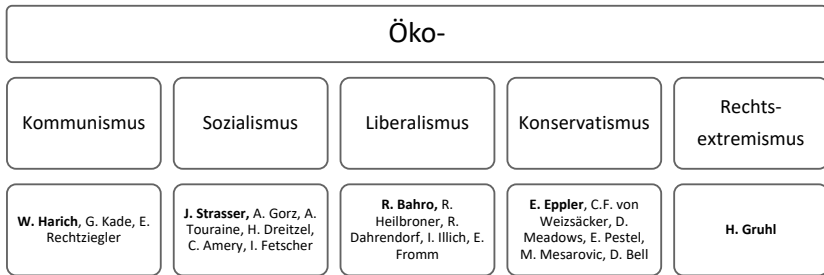 Öko-
Kommunismus
Sozialismus
Liberalismus
Konservatismus
Rechts-
extremismus
W. Harich, G. Kade, E.
Rechtziegler
J. Strasser, A. Gorz, A.
Touraine, H. Dreitzel,
C. Amery, I. Fetscher
R. Bahro, R.
Heilbroner, R.
Dahrendorf, I. Illich, E.
Fromm
E. Eppler, C.F. von
Weizsäcker, D.
Meadows, E. Pestel,
M. Mesarovic, D. Bell
H. Gruhl